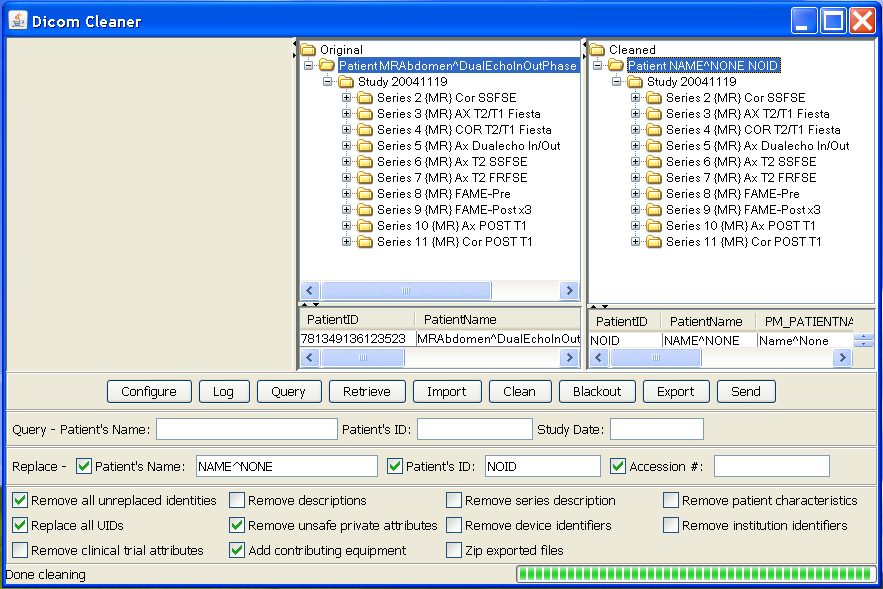 Dicom Cleaner
Original
Patient MRAbdomen^DualEchoInOutPhase
Study 20041119
Series 2 {MR} Cor SSFSE
Series 3 {MR} AX T2/T1 Fiesta
Series 4 {MR} COR T2/T1 Fiesta
Series 5 {MR} Ax Dualecho In/Out
Series 6 {MR} Ax T2 SSFSE
Series 7 {MR} Ax T2 FRFSE
Series 8 {MR} FAME-Pre
Series 9 {MR} FAME-Post x3
Series 10 {MR} Ax POST T1
Series 11 {MR} Cor POST T1
PatientID PatientName
781349136123523 MRAbdomen^DualEchoInOut
Cleaned
Patient NAME^NONE NOID
Study 20041119
Series 2 {MR} Cor SSFSE
Series 3 {MR} AX T2/T1 Fiesta
Series 4 {MR} COR T2/T1 Fiesta
Series 5 {MR} Ax Dualecho In/Out
Series 6 {MR} Ax T2 SSFSE
Series 7 {MR} Ax T2 FRFSE
Series 8 {MR} FAME-Pre
Series 9 {MR} FAME-Post x3
Series 10 {MR} Ax POST T1
Series 11 {MR} Cor POST T1
PatientID PatientName PM_PATIENTNA
NOID NAME^NONE Name^None
Configure Log Query Retrieve Import Clean Blackout Export Send
Query - Patient's Name: Patient's ID: Study Date:
Replace - Patient's Name: NAME^NONE Patient's ID: NOID Accession #:
Remove all unreplaced identities Remove descriptions Remove series description Remove patient characteristics
Replace all UIDs Remove unsafe private attributes Remove device identifiers Remove institution identifiers
Remove clinical trial attributes Add contributing equipment Zip exported files
Done cleaning